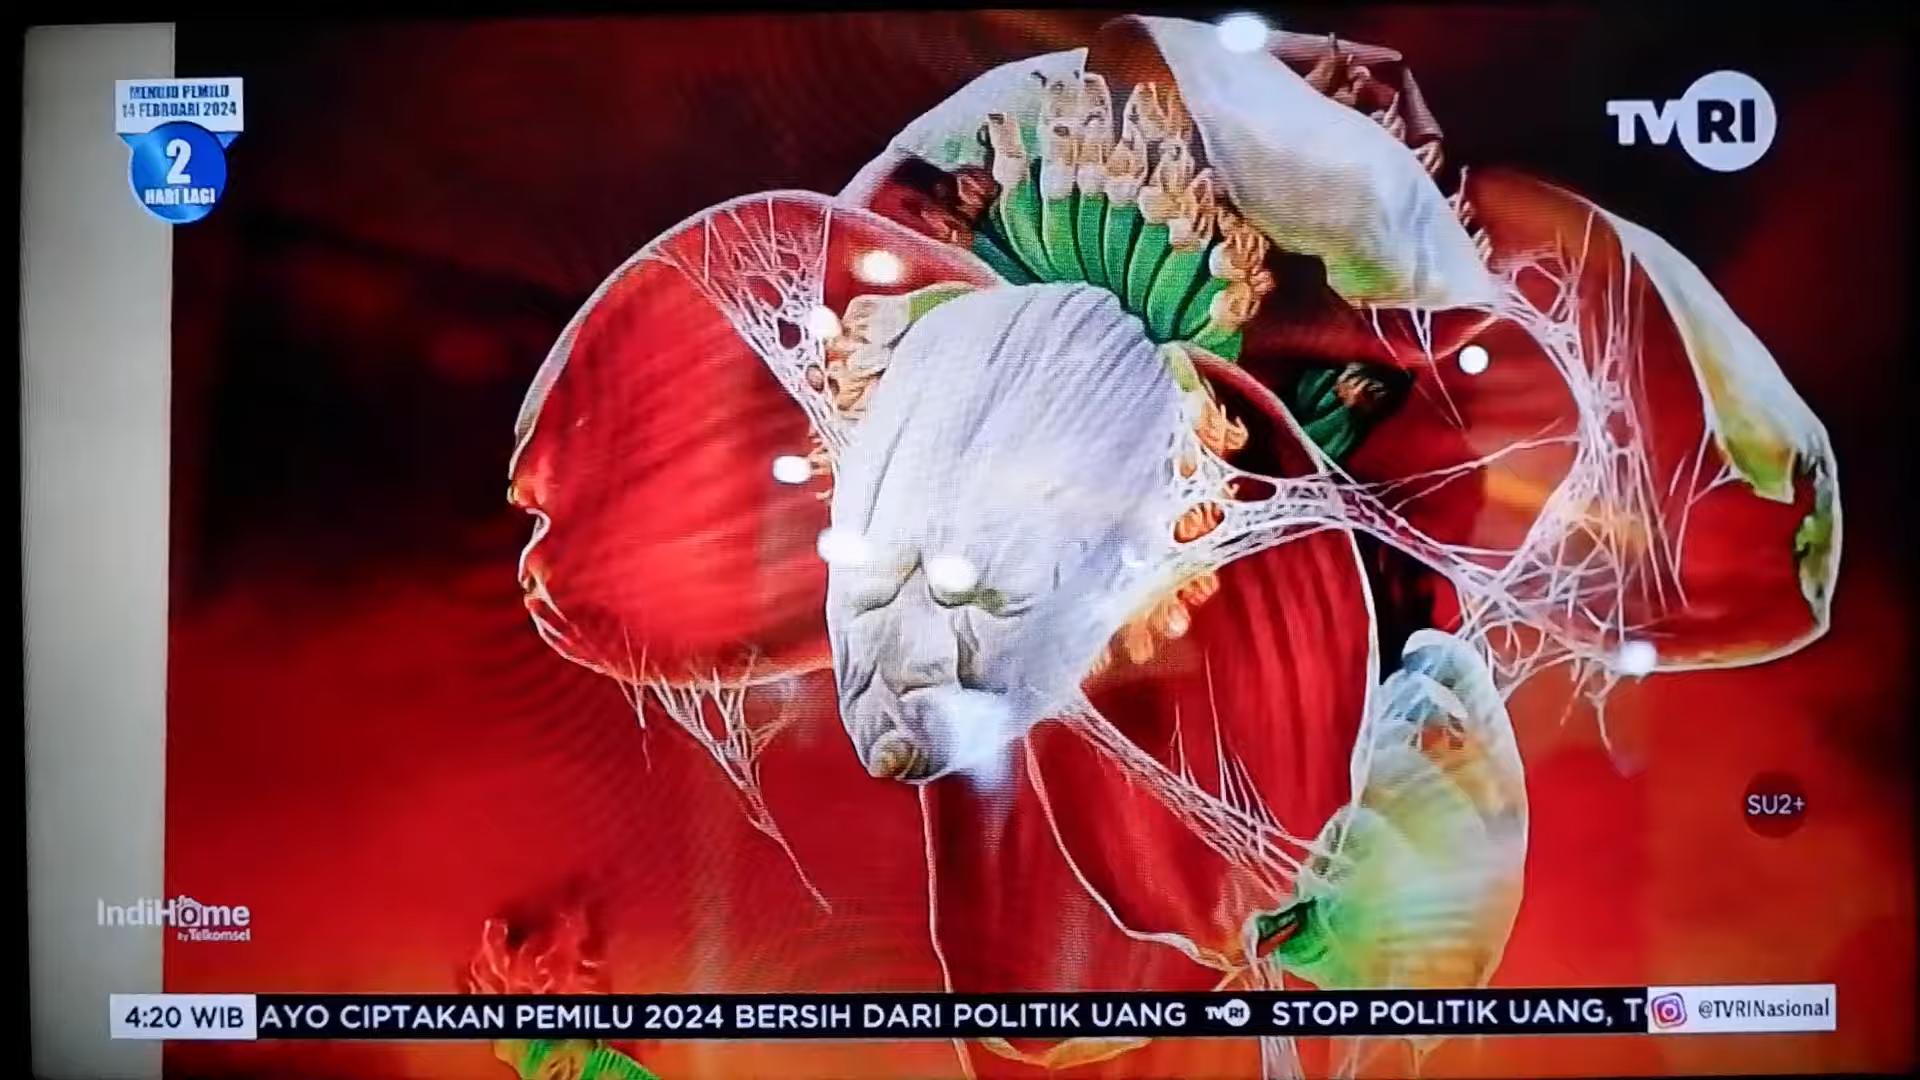 MENUJU PEMILU
14 FEBRUARI 2024
2
HARI LAGI
TVRI
SU2+
IndiHome
by Telkomsel
4:20 WIB
AYO CIPTAKAN PEMILU 2024 BERSIH DARI POLITIK UANG TVRI STOP POLITIK UANG, T
@TVRINasional